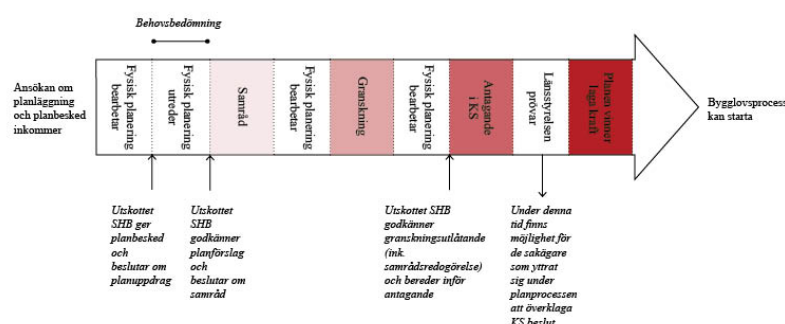 Behovsbedömning
Ansökan om
planläggning
och planbesked
inkommer
Fysisk planering
bearbetar
Fysisk planering
utreder
Samråd
Fysisk planering
bearbetar
Granskning
Fysisk planering
bearbetar
Antagande
i KS
Länsstyrelsen
prövar
Planen vinner
laga kraft
Bygglovsprocess
kan starta
Utskottet
SHB ger
planbesked
och
beslutar om
planuppdrag
Utskottet
SHB
godkänner
planförslag
och
beslutar om
samråd
Utskottet SHB
godkänner
granskningsutlåtande
(ink.
samrådsredogörelse)
och bereder inför
antagande
Under denna
tid finns
möjlighet för
de sakägare
som yttrat
sig under
planprocessen
att överklaga
KS beslut